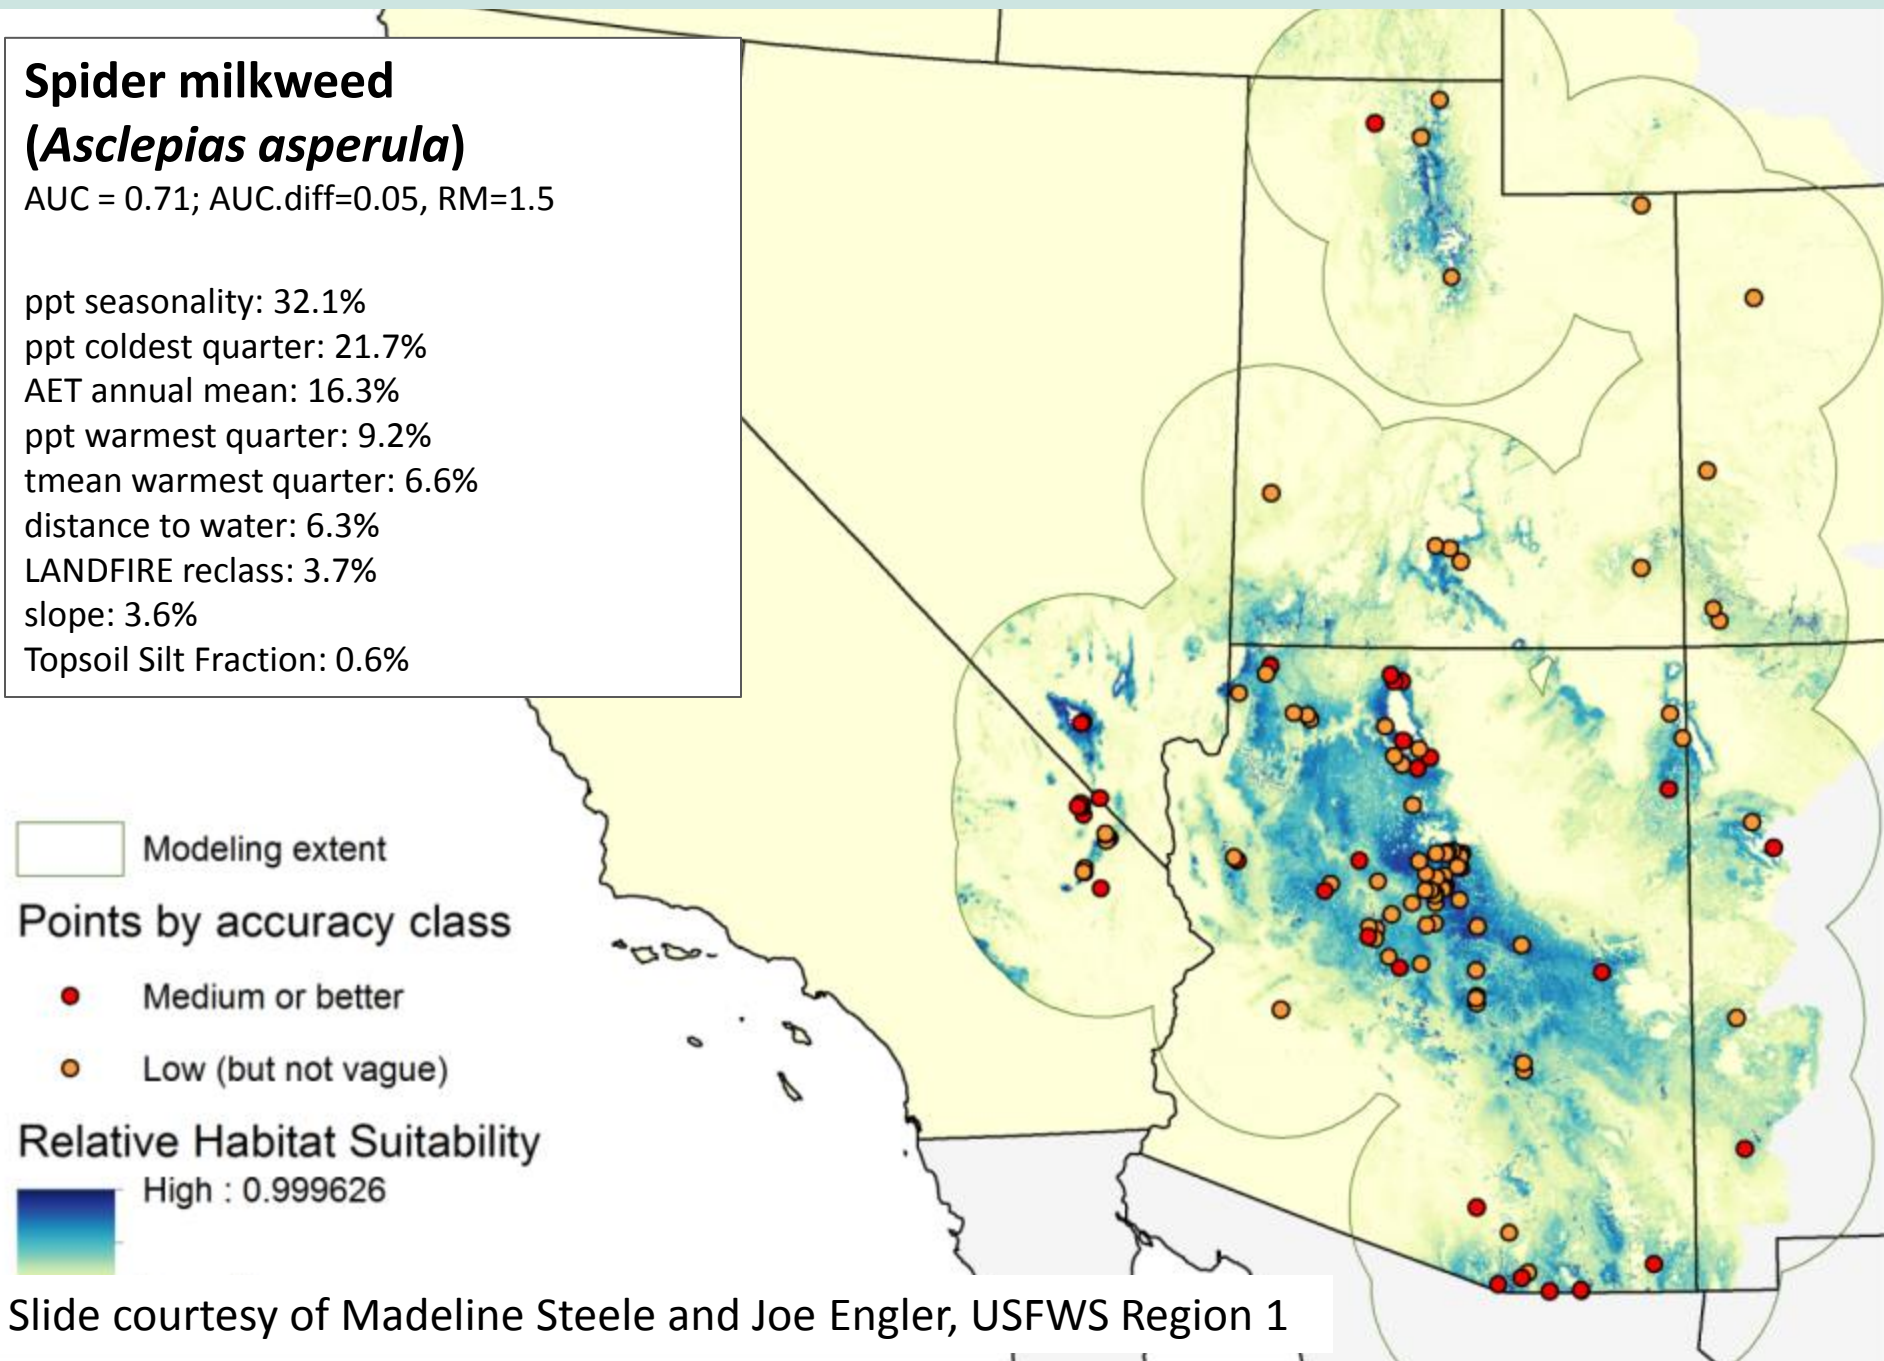 Spider milkweed
(Asclepias asperula)
AUC = 0.71; AUC.diff=0.05, RM=1.5
ppt seasonality: 32.1%
ppt coldest quarter: 21.7%
AET annual mean: 16.3%
ppt warmest quarter: 9.2%
tmean warmest quarter: 6.6%
distance to water: 6.3%
LANDFIRE reclass: 3.7%
slope: 3.6%
Topsoil Silt Fraction: 0.6%
Modeling extent
Points by accuracy class
Medium or better
Low (but not vague)
Relative Habitat Suitability
High : 0.999626
Slide courtesy of Madeline Steele and Joe Engler, USFWS Region 1